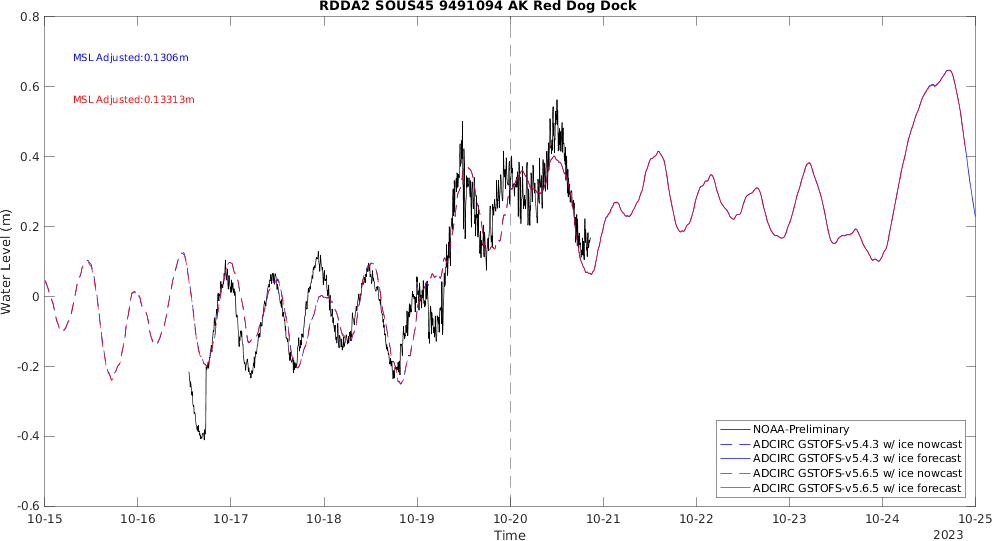 RDDA2 SOUS45 9491094 AK Red Dog Dock
0.8
MSL Adjusted:0.1306m
0.6
MSL Adjusted:0.13313m
0.4
0.2
0
-0.2
-0.4
-0.6
Water Level (m)
NOAA-Preliminary
ADCIRC GSTOFS-v5.4.3 w/ ice nowcast
ADCIRC GSTOFS-v5.4.3 w/ ice forecast
ADCIRC GSTOFS-v5.6.5 w/ ice nowcast
ADCIRC GSTOFS-v5.6.5 w/ ice forecast
10-15 10-16 10-17 10-18 10-19 10-20 10-21 10-22 10-23 10-24 10-25
Time
2023